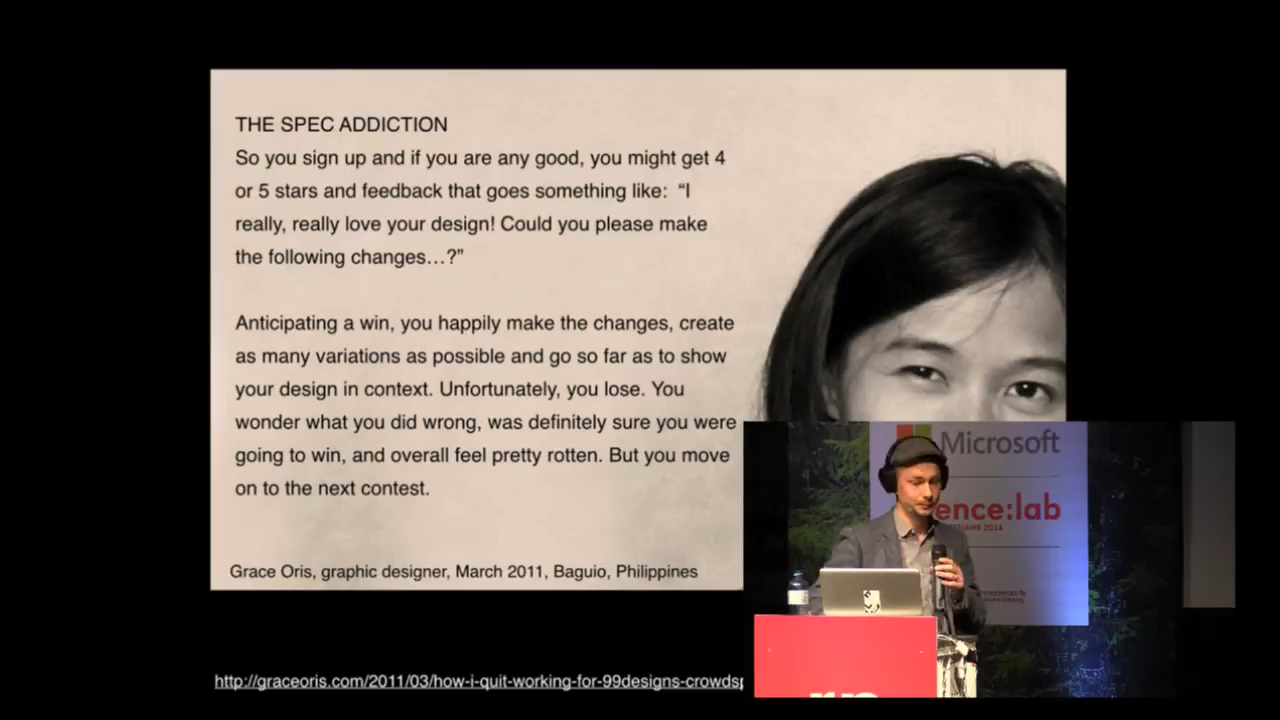 THE SPEC ADDICTION
So you sign up and if you are any good, you might get 4
or 5 stars and feedback that goes something like: “I
really, really love your design! Could you please make
the following changes…?”
Anticipating a win, you happily make the changes, create
as many variations as possible and go so far as to show
your design in context. Unfortunately, you lose. You
wonder what you did wrong, was definitely sure you were
going to win, and overall feel pretty rotten. But you move
on to the next contest.
Grace Oris, graphic designer, March 2011, Baguio, Philippines
http://graceoris.com/2011/03/how-i-quit-working-for-99designs-crowdsp
Microsoft
ence:lab
2014